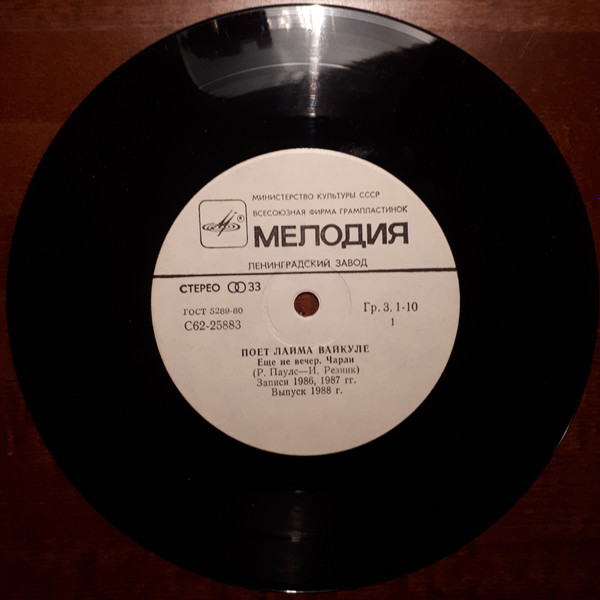 МИНИСТЕРСТВО КУЛЬТУРЫ СССР
ВСЕСОЮЗНАЯ ФИРМА ГРАМПЛАСТИНОК
® МЕЛОДИЯ
ЛЕНИНГРАДСКИЙ ЗАВОД
СТЕРЕО 33
ГОСТ 5289-80 Гр. 3. 1-10
С62-25883 1
ПОЕТ ЛАЙМА ВАЙКУЛЕ
Еще не вечер. Чарли
(Р. Паулс—И. Резник)
Записи 1986, 1987 гг.
Выпуск 1988 г.